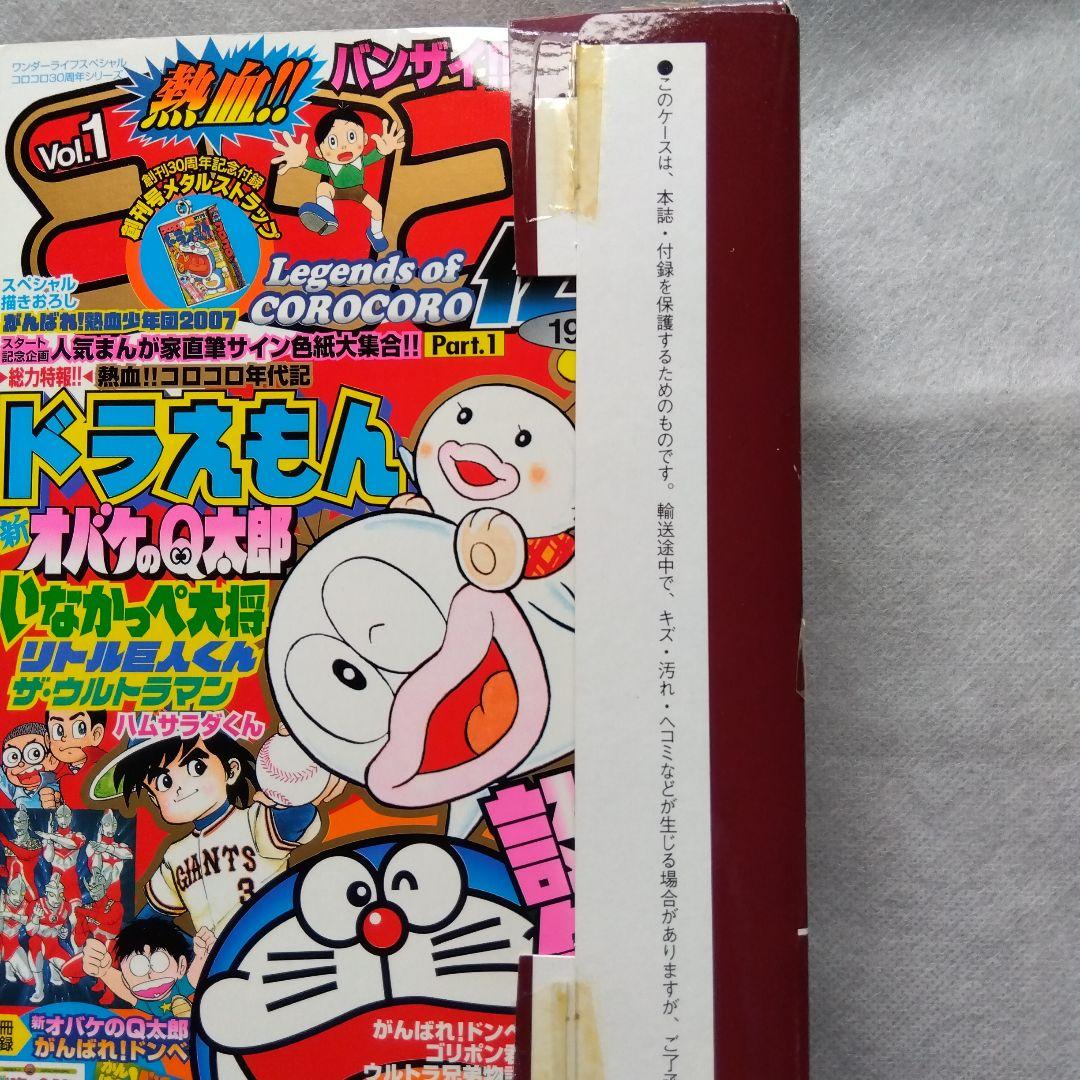 ワンダーライフスペシャル
コロコロ30周年シリーズ
熱血!!
バンザイ!!
Vol.1
創刊30周年記念付録
創刊号メタルストラップ
Legends of
COROCORO
19
スペシャル
描きおろし
がんばれ!熱血少年団2007
スタート
記念企画
人気まんが家直筆サイン色紙大集合!! Part.1
総力特報!! 熱血!!コロコロ年代記
ドラえもん
新オバケのQ太郎
いなかっぺ大将
リトル巨人くん
ザ・ウルトラマン
ハムサラダくん
GIANTS
3
新オバケのQ太郎
がんばれ!ドンベ
がんばれ!ドンベ
ゴリポン君
ウルトラ兄弟物語
●このケースは、本誌・付録を保護するためのものです。輸送途中で、キズ・汚れ・ヘコミなどが生じる場合がありますが、ご了